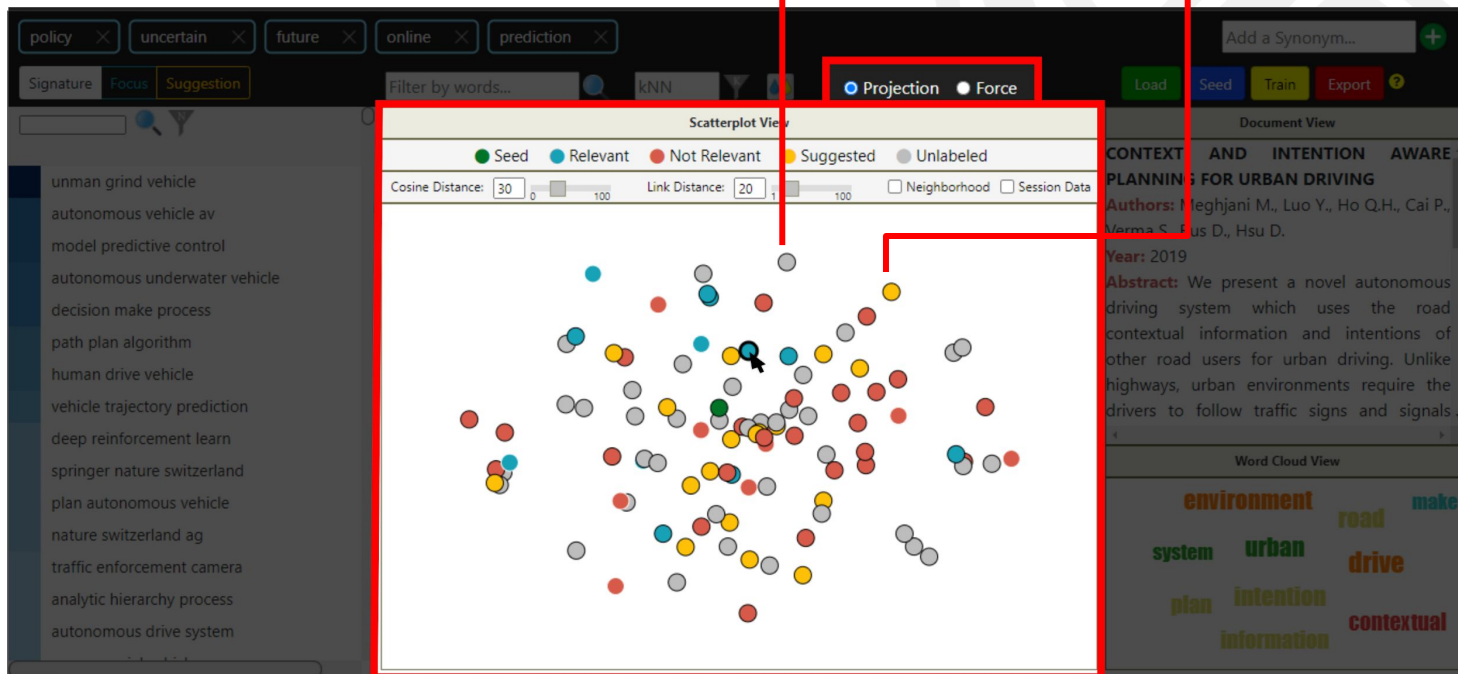 policy × uncertain × future × online × prediction ×
Add a Synonym...
Signature Focus Suggestion
Filter by words...
kNN
Projection Force
Load Seed Train Export ?
Scatterplot View
Seed Relevant Not Relevant Suggested Unlabeled
Cosine Distance: 30 0 100 Link Distance: 20 1 100 Neighborhood Session Data
unman grind vehicle
autonomous vehicle av
model predictive control
autonomous underwater vehicle
decision make process
path plan algorithm
human drive vehicle
vehicle trajectory prediction
deep reinforcement learn
springer nature switzerland
plan autonomous vehicle
nature switzerland ag
traffic enforcement camera
analytic hierarchy process
autonomous drive system
Document View
CONTEXT AND INTENTION AWARE
PLANNING FOR URBAN DRIVING
Authors: Meghjani M., Luo Y., Ho Q.H., Cai P.,
Verma S., Rus D., Hsu D.
Year: 2019
Abstract: We present a novel autonomous
driving system which uses the road
contextual information and intentions of
other road users for urban driving. Unlike
highways, urban environments require the
drivers to follow traffic signs and signals
Word Cloud View
environment make
road
system urban drive
plan intention
contextual
information